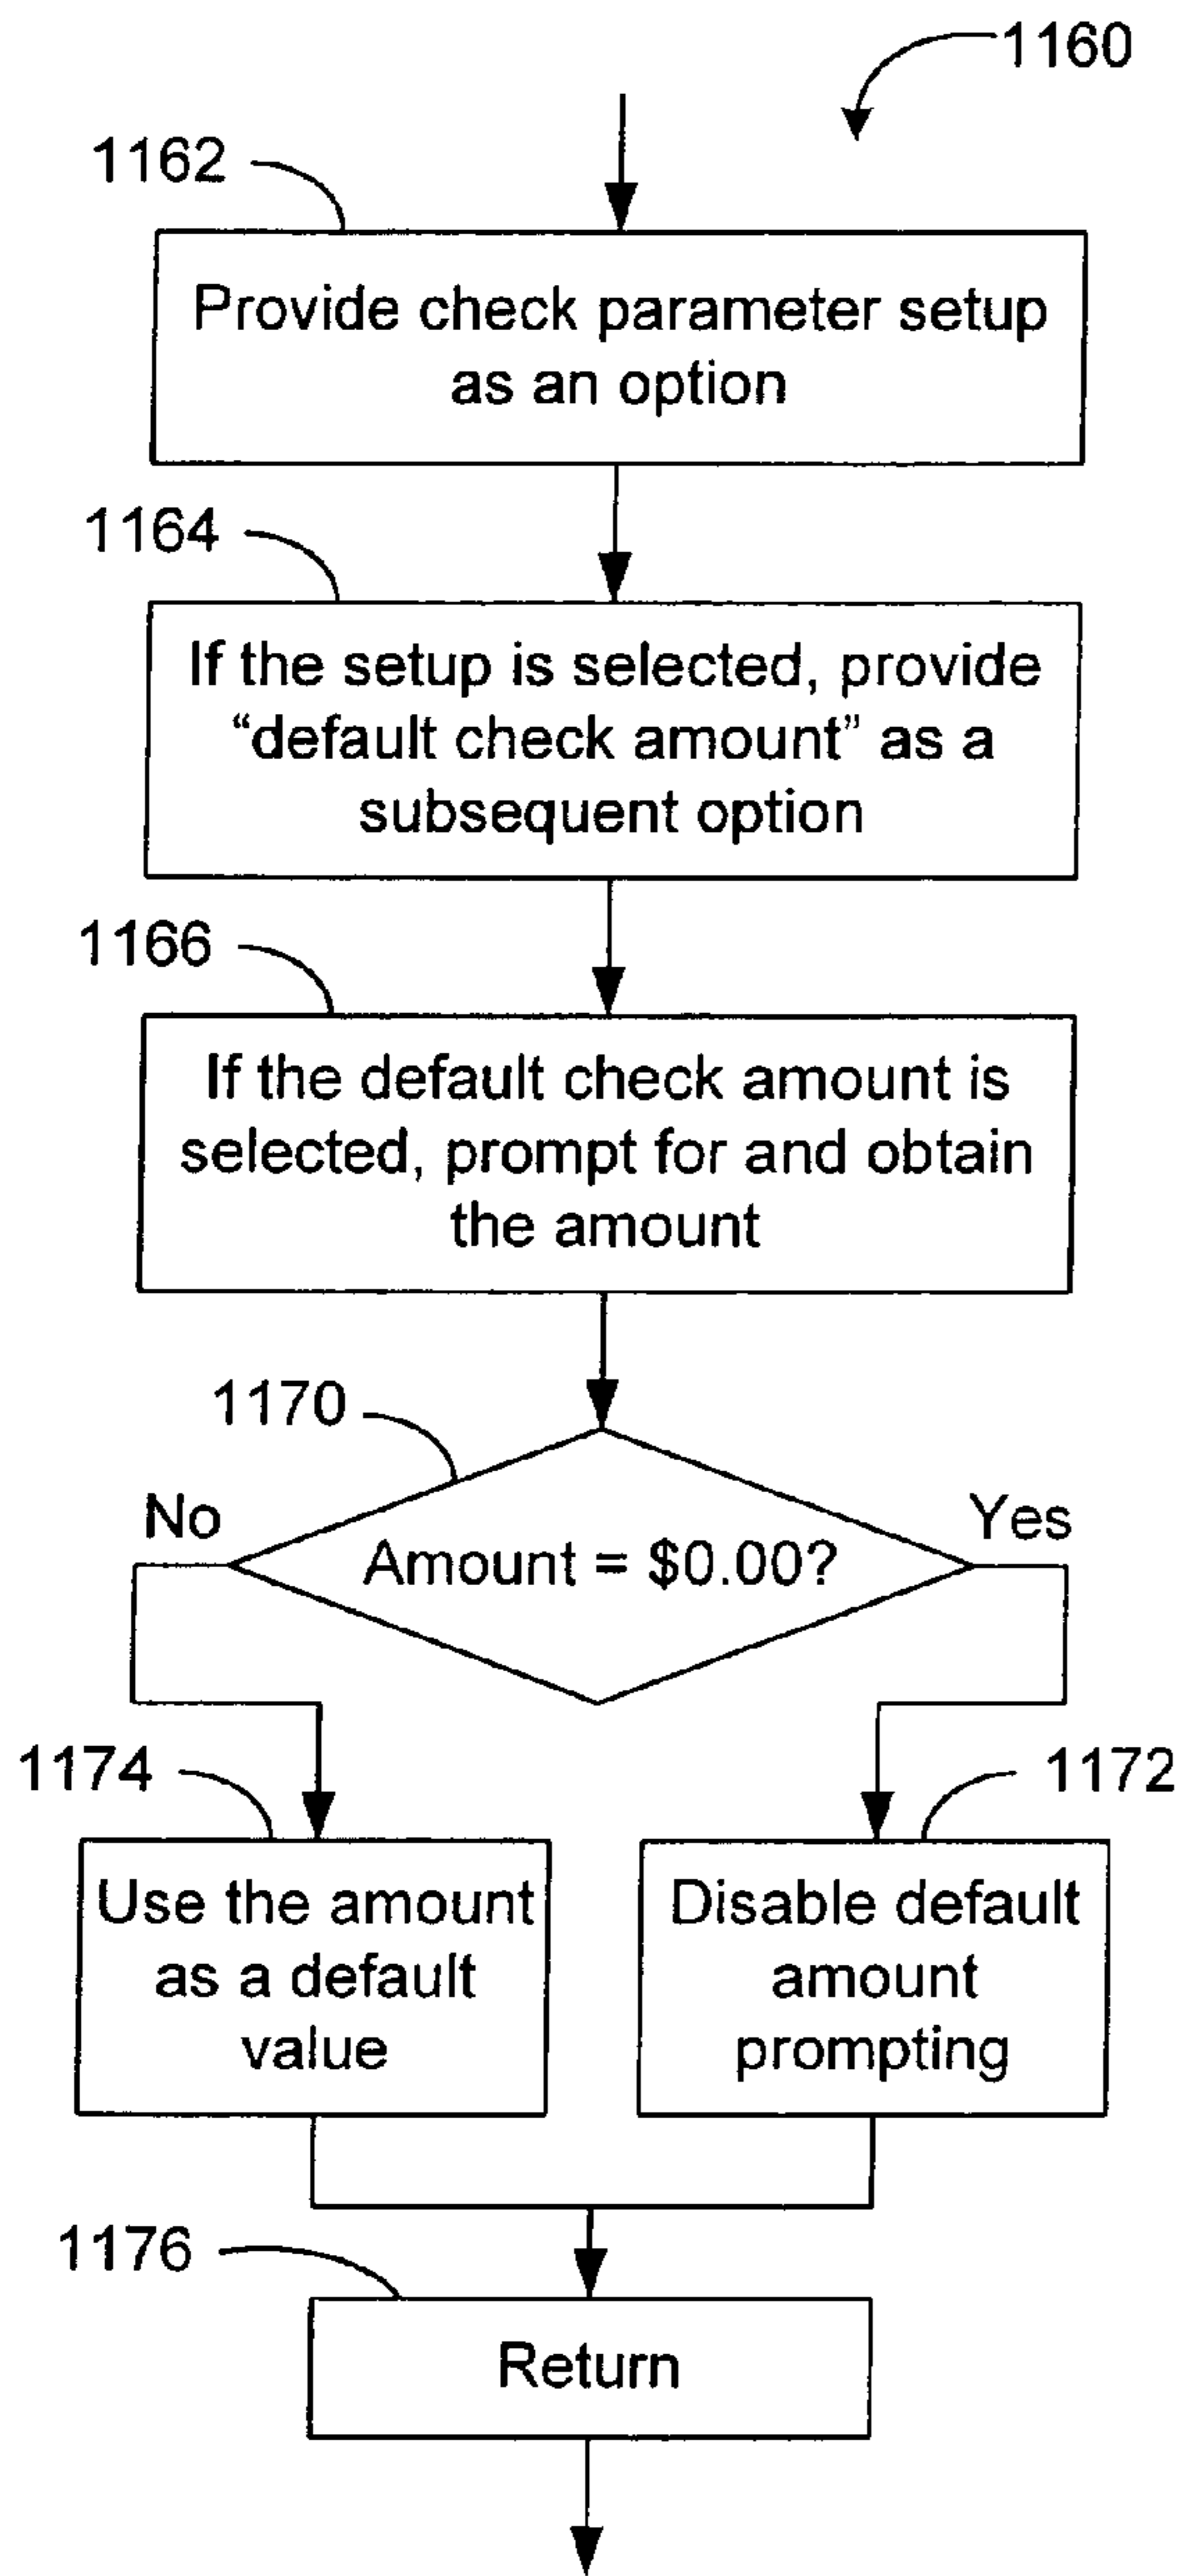 1160
1162
Provide check parameter setup
as an option
1164
If the setup is selected, provide
“default check amount” as a
subsequent option
1166
If the default check amount is
selected, prompt for and obtain
the amount
1170
No
Yes
Amount = $0.00?
1174
1172
Use the amount
as a default
value
Disable default
amount
prompting
1176
Return